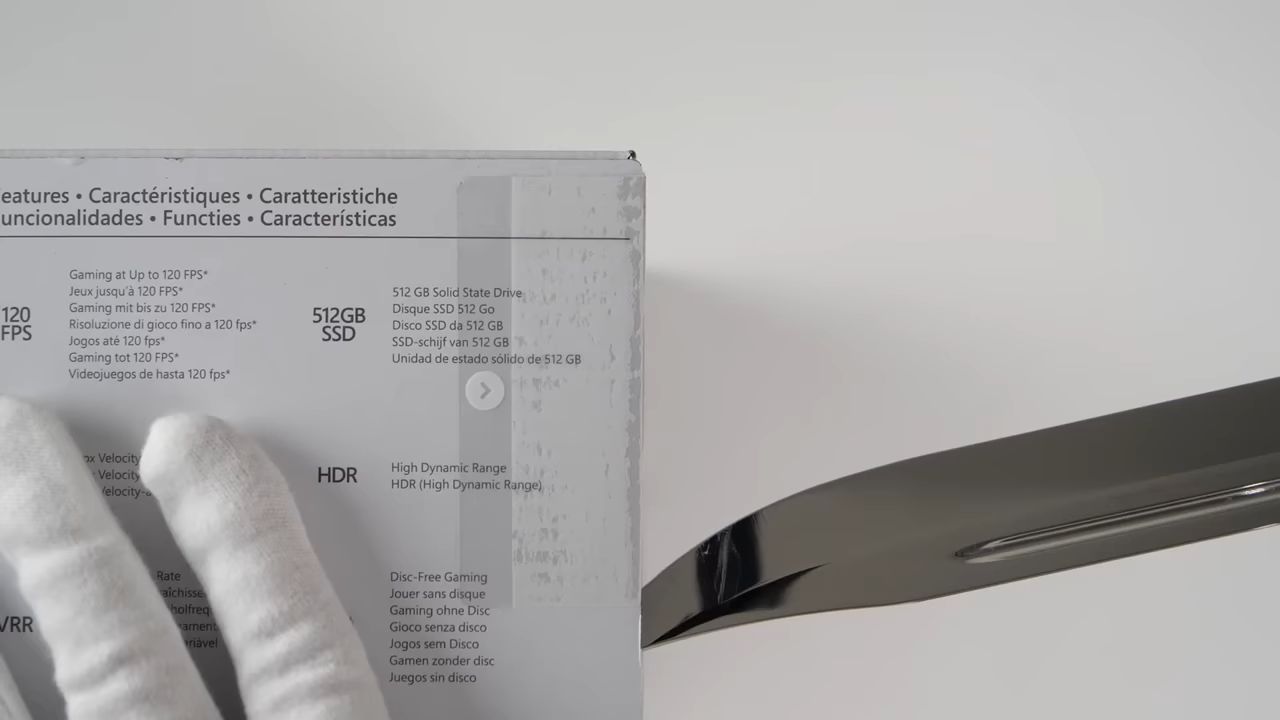 eatures • Caractéristiques • Caratteristiche
uncionalidades • Functies • Características
120
FPS
Gaming at Up to 120 FPS*
Jeux jusqu'à 120 FPS*
Gaming mit bis zu 120 FPS*
Risoluzione di gioco fino a 120 fps*
Jogos até 120 fps*
Gaming tot 120 FPS*
Videojuegos de hasta 120 fps*
512GB
SSD
512 GB Solid State Drive
Disque SSD 512 Go
Disco SSD da 512 GB
SSD-schijf van 512 GB
Unidad de estado sólido de 512 GB
Velocity
Velocity
Velocity-a
HDR
High Dynamic Range
HDR (High Dynamic Range)
VRR
Rate
Disc-Free Gaming
Jouer sans disque
Gaming ohne Disc
Gioco senza disco
Jogos sem Disco
Gamen zonder disc
Juegos sin disco